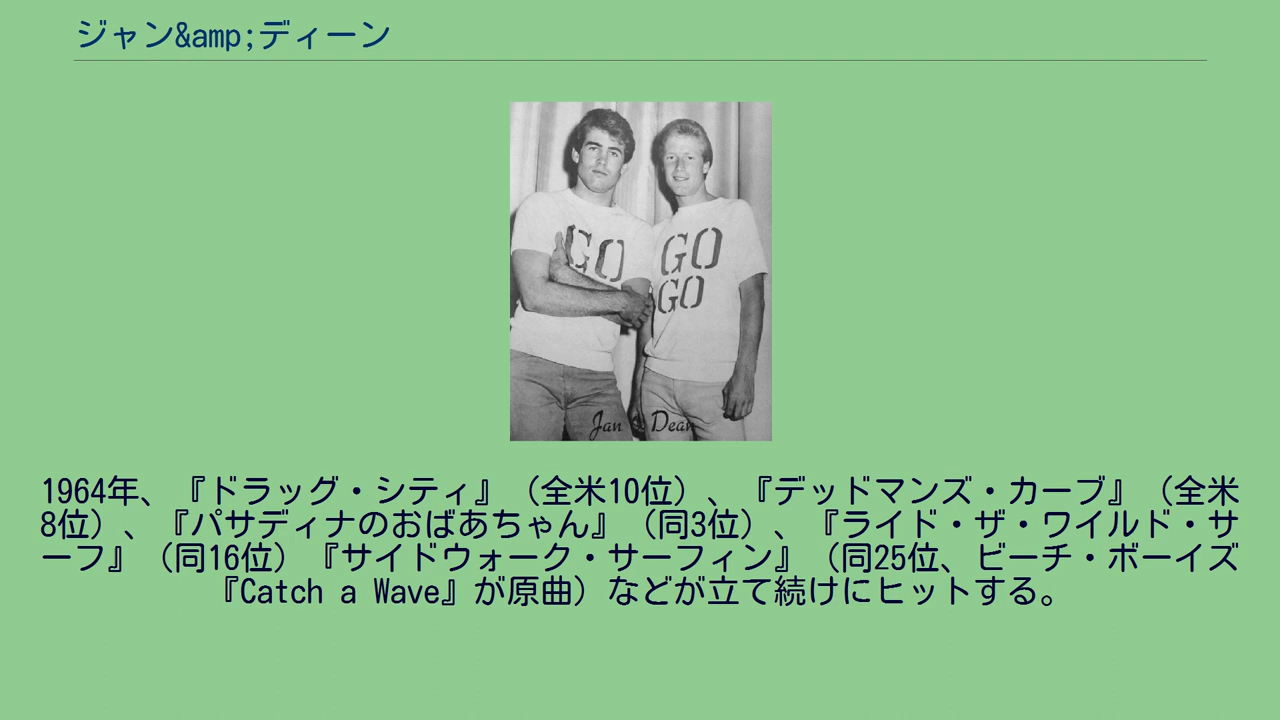 ジャン&amp;ディーン
GO
GO
GO
Jan & Dean
1964年、『ドラッグ・シティ』（全米10位）、『デッドマンズ・カーブ』（全米
8位）、『パサディナのおばあちゃん』（同3位）、『ライド・ザ・ワイルド・サ
ーフ』（同16位）『サイドウォーク・サーフィン』（同25位、ビーチ・ボーイズ
『Catch a Wave』が原曲）などが立て続けにヒットする。